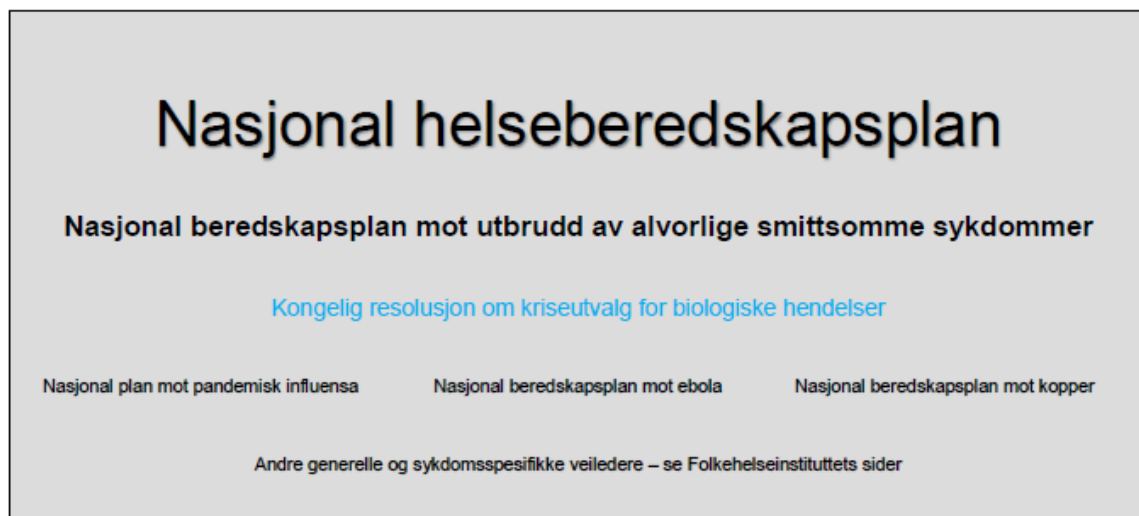 Nasjonal helseberedskapsplan
Nasjonal beredskapsplan mot utbrudd av alvorlige smittsomme sykdommer
Kongelig resolusjon om kriseutvalg for biologiske hendelser
Nasjonal plan mot pandemisk influensa Nasjonal beredskapsplan mot ebola Nasjonal beredskapsplan mot kopper
Andre generelle og sykdomsspesifikke veiledere – se Folkehelseinstituttets sider